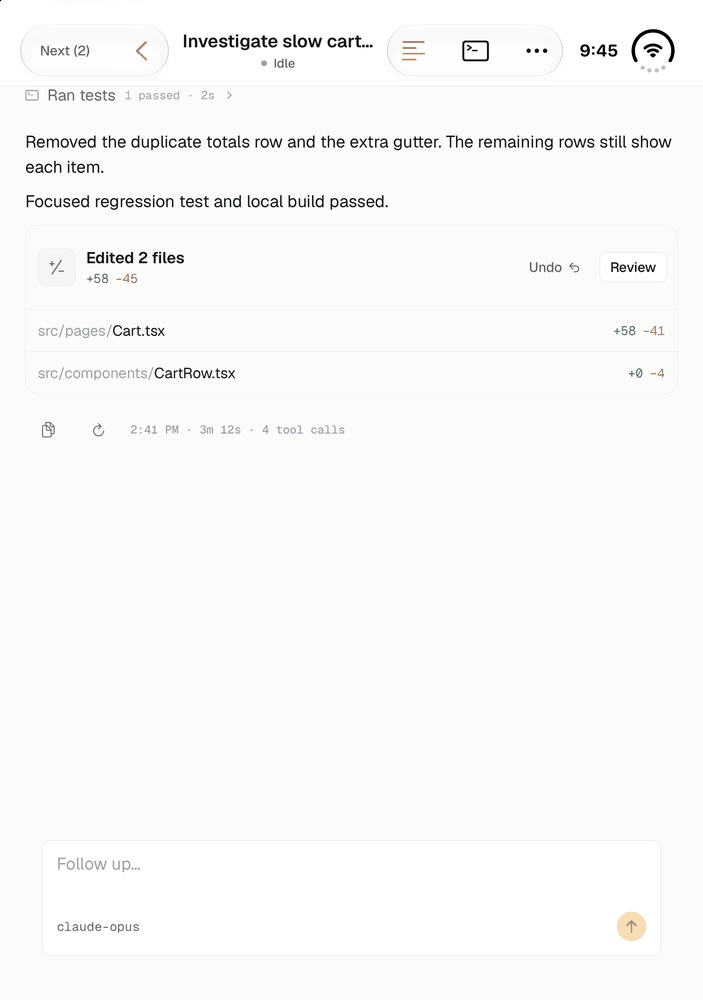 Next (2)
Investigate slow cart...
Idle
9:45
Ran tests 1 passed · 2s
Removed the duplicate totals row and the extra gutter. The remaining rows still show
each item.
Focused regression test and local build passed.
Edited 2 files
+58 −45
Undo
Review
src/pages/Cart.tsx
+58 −41
src/components/CartRow.tsx
+0 −4
2:41 PM · 3m 12s · 4 tool calls
Follow up...
claude-opus